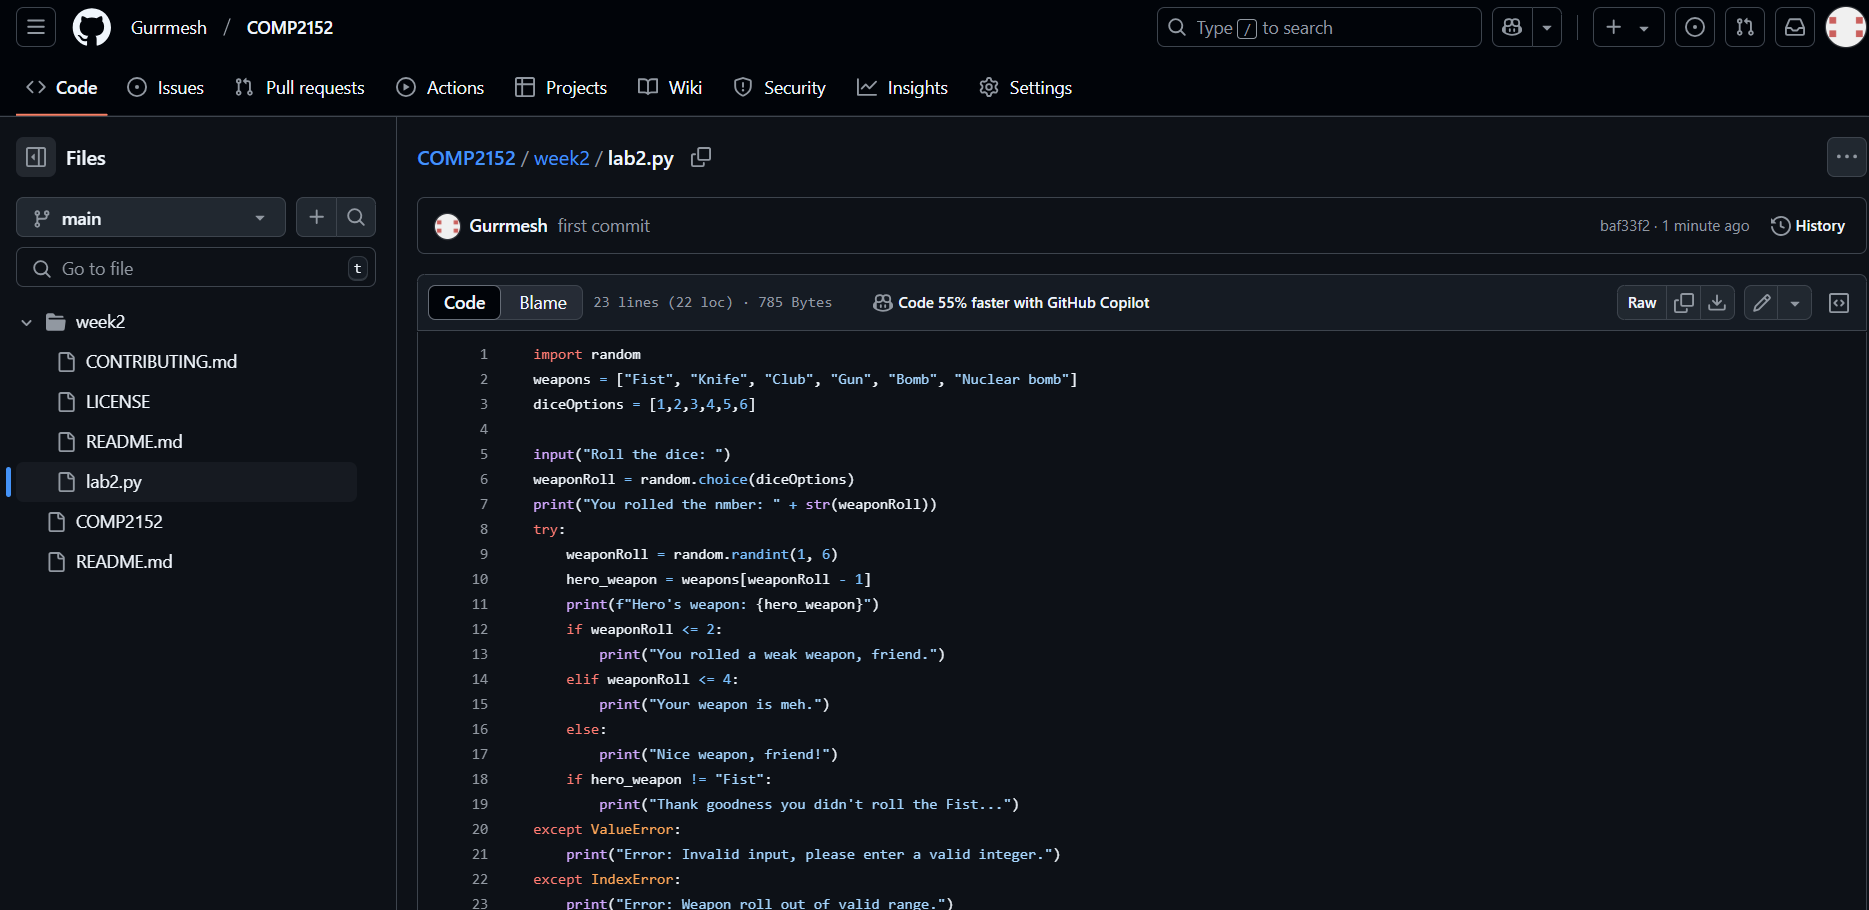 Gurrmesh / COMP2152
Type / to search
Code Issues Pull requests Actions Projects Wiki Security Insights Settings
Files
main
Go to file t
week2
CONTRIBUTING.md
LICENSE
README.md
lab2.py
COMP2152
README.md
COMP2152 / week2 / lab2.py
Gurrmesh first commit
baf33f2 · 1 minute ago History
Code Blame 23 lines (22 loc) · 785 Bytes Code 55% faster with GitHub Copilot Raw
1 import random
2 weapons = ["Fist", "Knife", "Club", "Gun", "Bomb", "Nuclear bomb"]
3 diceOptions = [1,2,3,4,5,6]
4
5 input("Roll the dice: ")
6 weaponRoll = random.choice(diceOptions)
7 print("You rolled the nmber: " + str(weaponRoll))
8 try:
9     weaponRoll = random.randint(1, 6)
10     hero_weapon = weapons[weaponRoll - 1]
11     print(f"Hero's weapon: {hero_weapon}")
12     if weaponRoll <= 2:
13         print("You rolled a weak weapon, friend.")
14     elif weaponRoll <= 4:
15         print("Your weapon is meh.")
16     else:
17         print("Nice weapon, friend!")
18     if hero_weapon != "Fist":
19         print("Thank goodness you didn't roll the Fist...")
20 except ValueError:
21     print("Error: Invalid input, please enter a valid integer.")
22 except IndexError:
23     print("Error: Weapon roll out of valid range.")